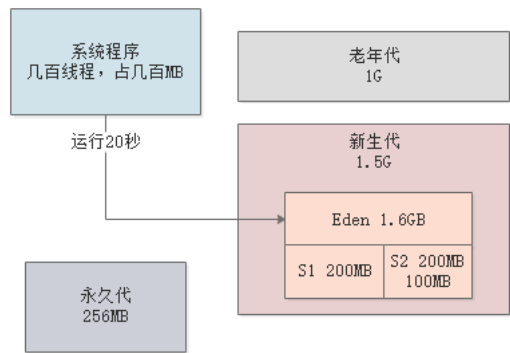 系统程序
几百线程，占几百MB
老年代
1G
运行20秒
新生代
1.5G
Eden 1.6GB
S1 200MB
S2 200MB
100MB
永久代
256MB